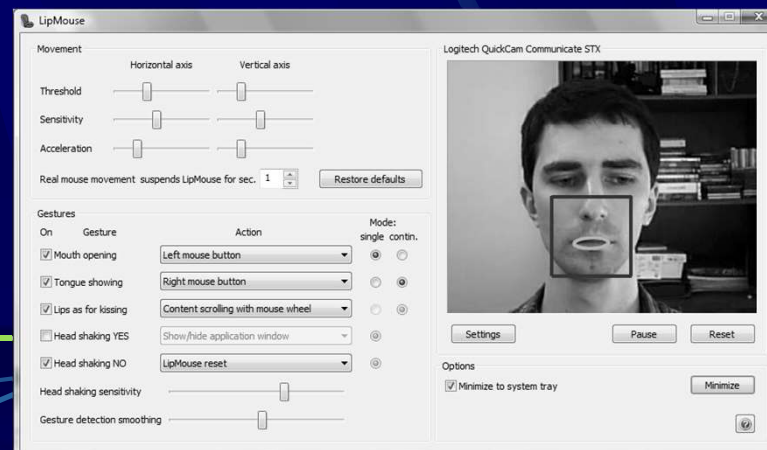 LipMouse
Movement
Horizontal axis Vertical axis
Threshold
Sensitivity
Acceleration
Real mouse movement suspends LipMouse for sec. 1 Restore defaults
Gestures
On Gesture Action Mode:
single contin.
Mouth opening Left mouse button
Tongue showing Right mouse button
Lips as for kissing Content scrolling with mouse wheel
Head shaking YES Show/hide application window
Head shaking NO LipMouse reset
Head shaking sensitivity
Gesture detection smoothing
Logitech QuickCam Communicate STX
Settings Pause Reset
Options
Minimize to system tray Minimize
?